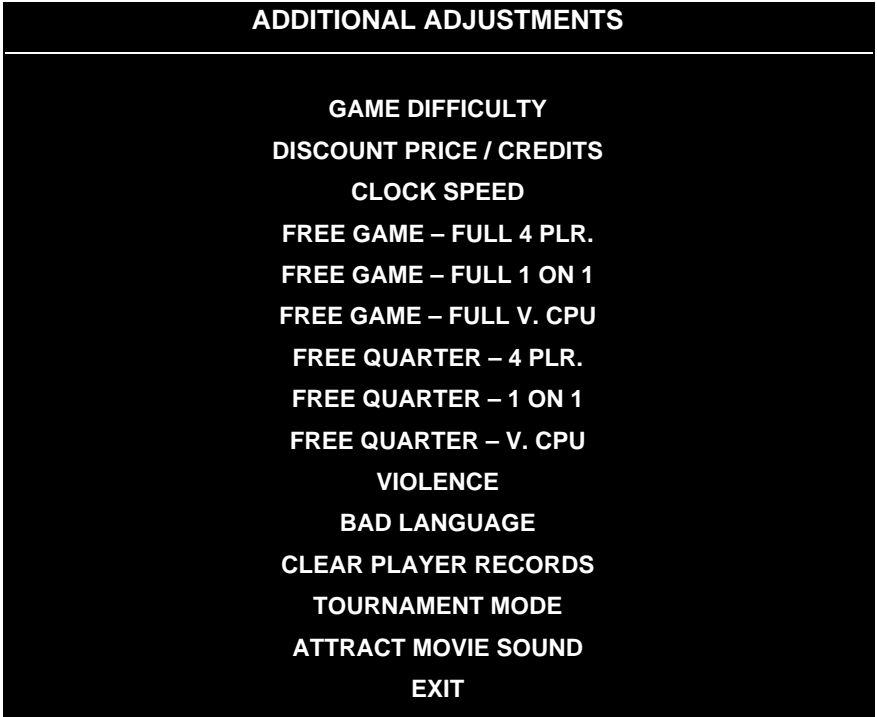 ADDITIONAL ADJUSTMENTS
GAME DIFFICULTY
DISCOUNT PRICE / CREDITS
CLOCK SPEED
FREE GAME – FULL 4 PLR.
FREE GAME – FULL 1 ON 1
FREE GAME – FULL V. CPU
FREE QUARTER – 4 PLR.
FREE QUARTER – 1 ON 1
FREE QUARTER – V. CPU
VIOLENCE
BAD LANGUAGE
CLEAR PLAYER RECORDS
TOURNAMENT MODE
ATTRACT MOVIE SOUND
EXIT